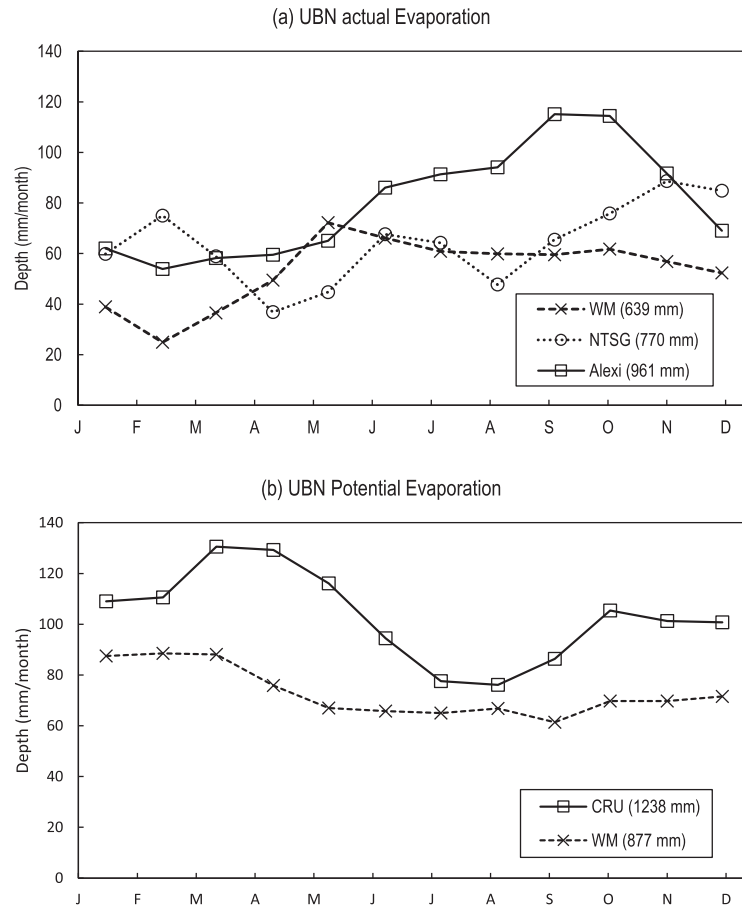 (a) UBN actual Evaporation
Depth (mm/month)
140
120
100
80
60
40
20
0
WM (639 mm)
NTSG (770 mm)
Alexi (961 mm)
J F M A M J J A S O N D
(b) UBN Potential Evaporation
Depth (mm/month)
140
120
100
80
60
40
20
0
CRU (1238 mm)
WM (877 mm)
J F M A M J J A S O N D